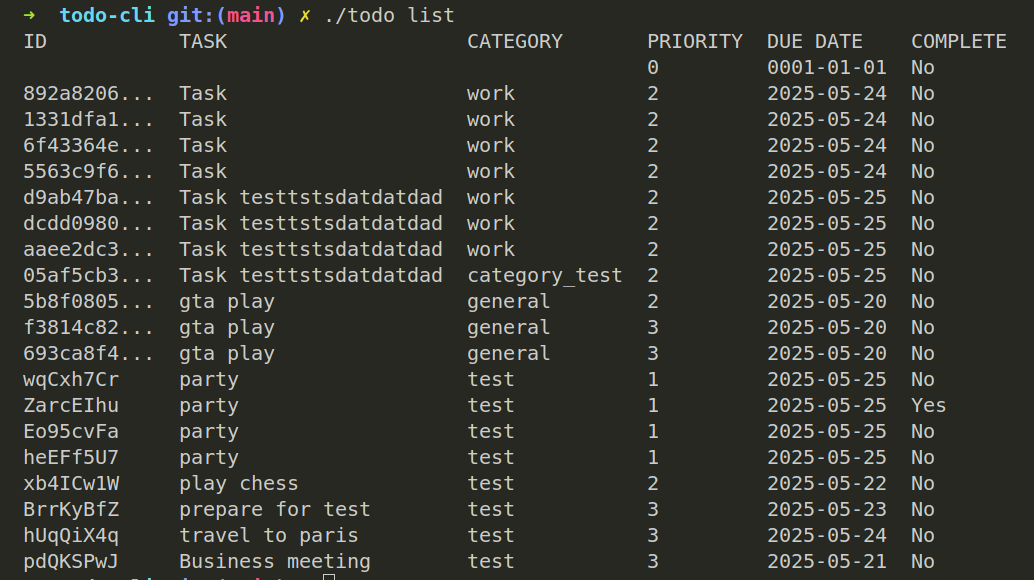 ➜ todo-cli git:(main) ✗ ./todo list
ID TASK CATEGORY PRIORITY DUE DATE COMPLETE
0 0001-01-01 No
892a8206... Task work 2 2025-05-24 No
1331dfa1... Task work 2 2025-05-24 No
6f43364e... Task work 2 2025-05-24 No
5563c9f6... Task work 2 2025-05-24 No
d9ab47ba... Task testtstsdatdatdad work 2 2025-05-25 No
dcdd0980... Task testtstsdatdatdad work 2 2025-05-25 No
aaee2dc3... Task testtstsdatdatdad work 2 2025-05-25 No
05af5cb3... Task testtstsdatdatdad category_test 2 2025-05-25 No
5b8f0805... gta play general 2 2025-05-20 No
f3814c82... gta play general 3 2025-05-20 No
693ca8f4... gta play general 3 2025-05-20 No
wqCxh7Cr party test 1 2025-05-25 No
ZarcEIhu party test 1 2025-05-25 Yes
Eo95cvFa party test 1 2025-05-25 No
heEFf5U7 party test 1 2025-05-25 No
xb4ICw1W play chess test 2 2025-05-22 No
BrrKyBfZ prepare for test test 3 2025-05-23 No
hUqQiX4q travel to paris test 3 2025-05-24 No
pdQKSPwJ Business meeting test 3 2025-05-21 No